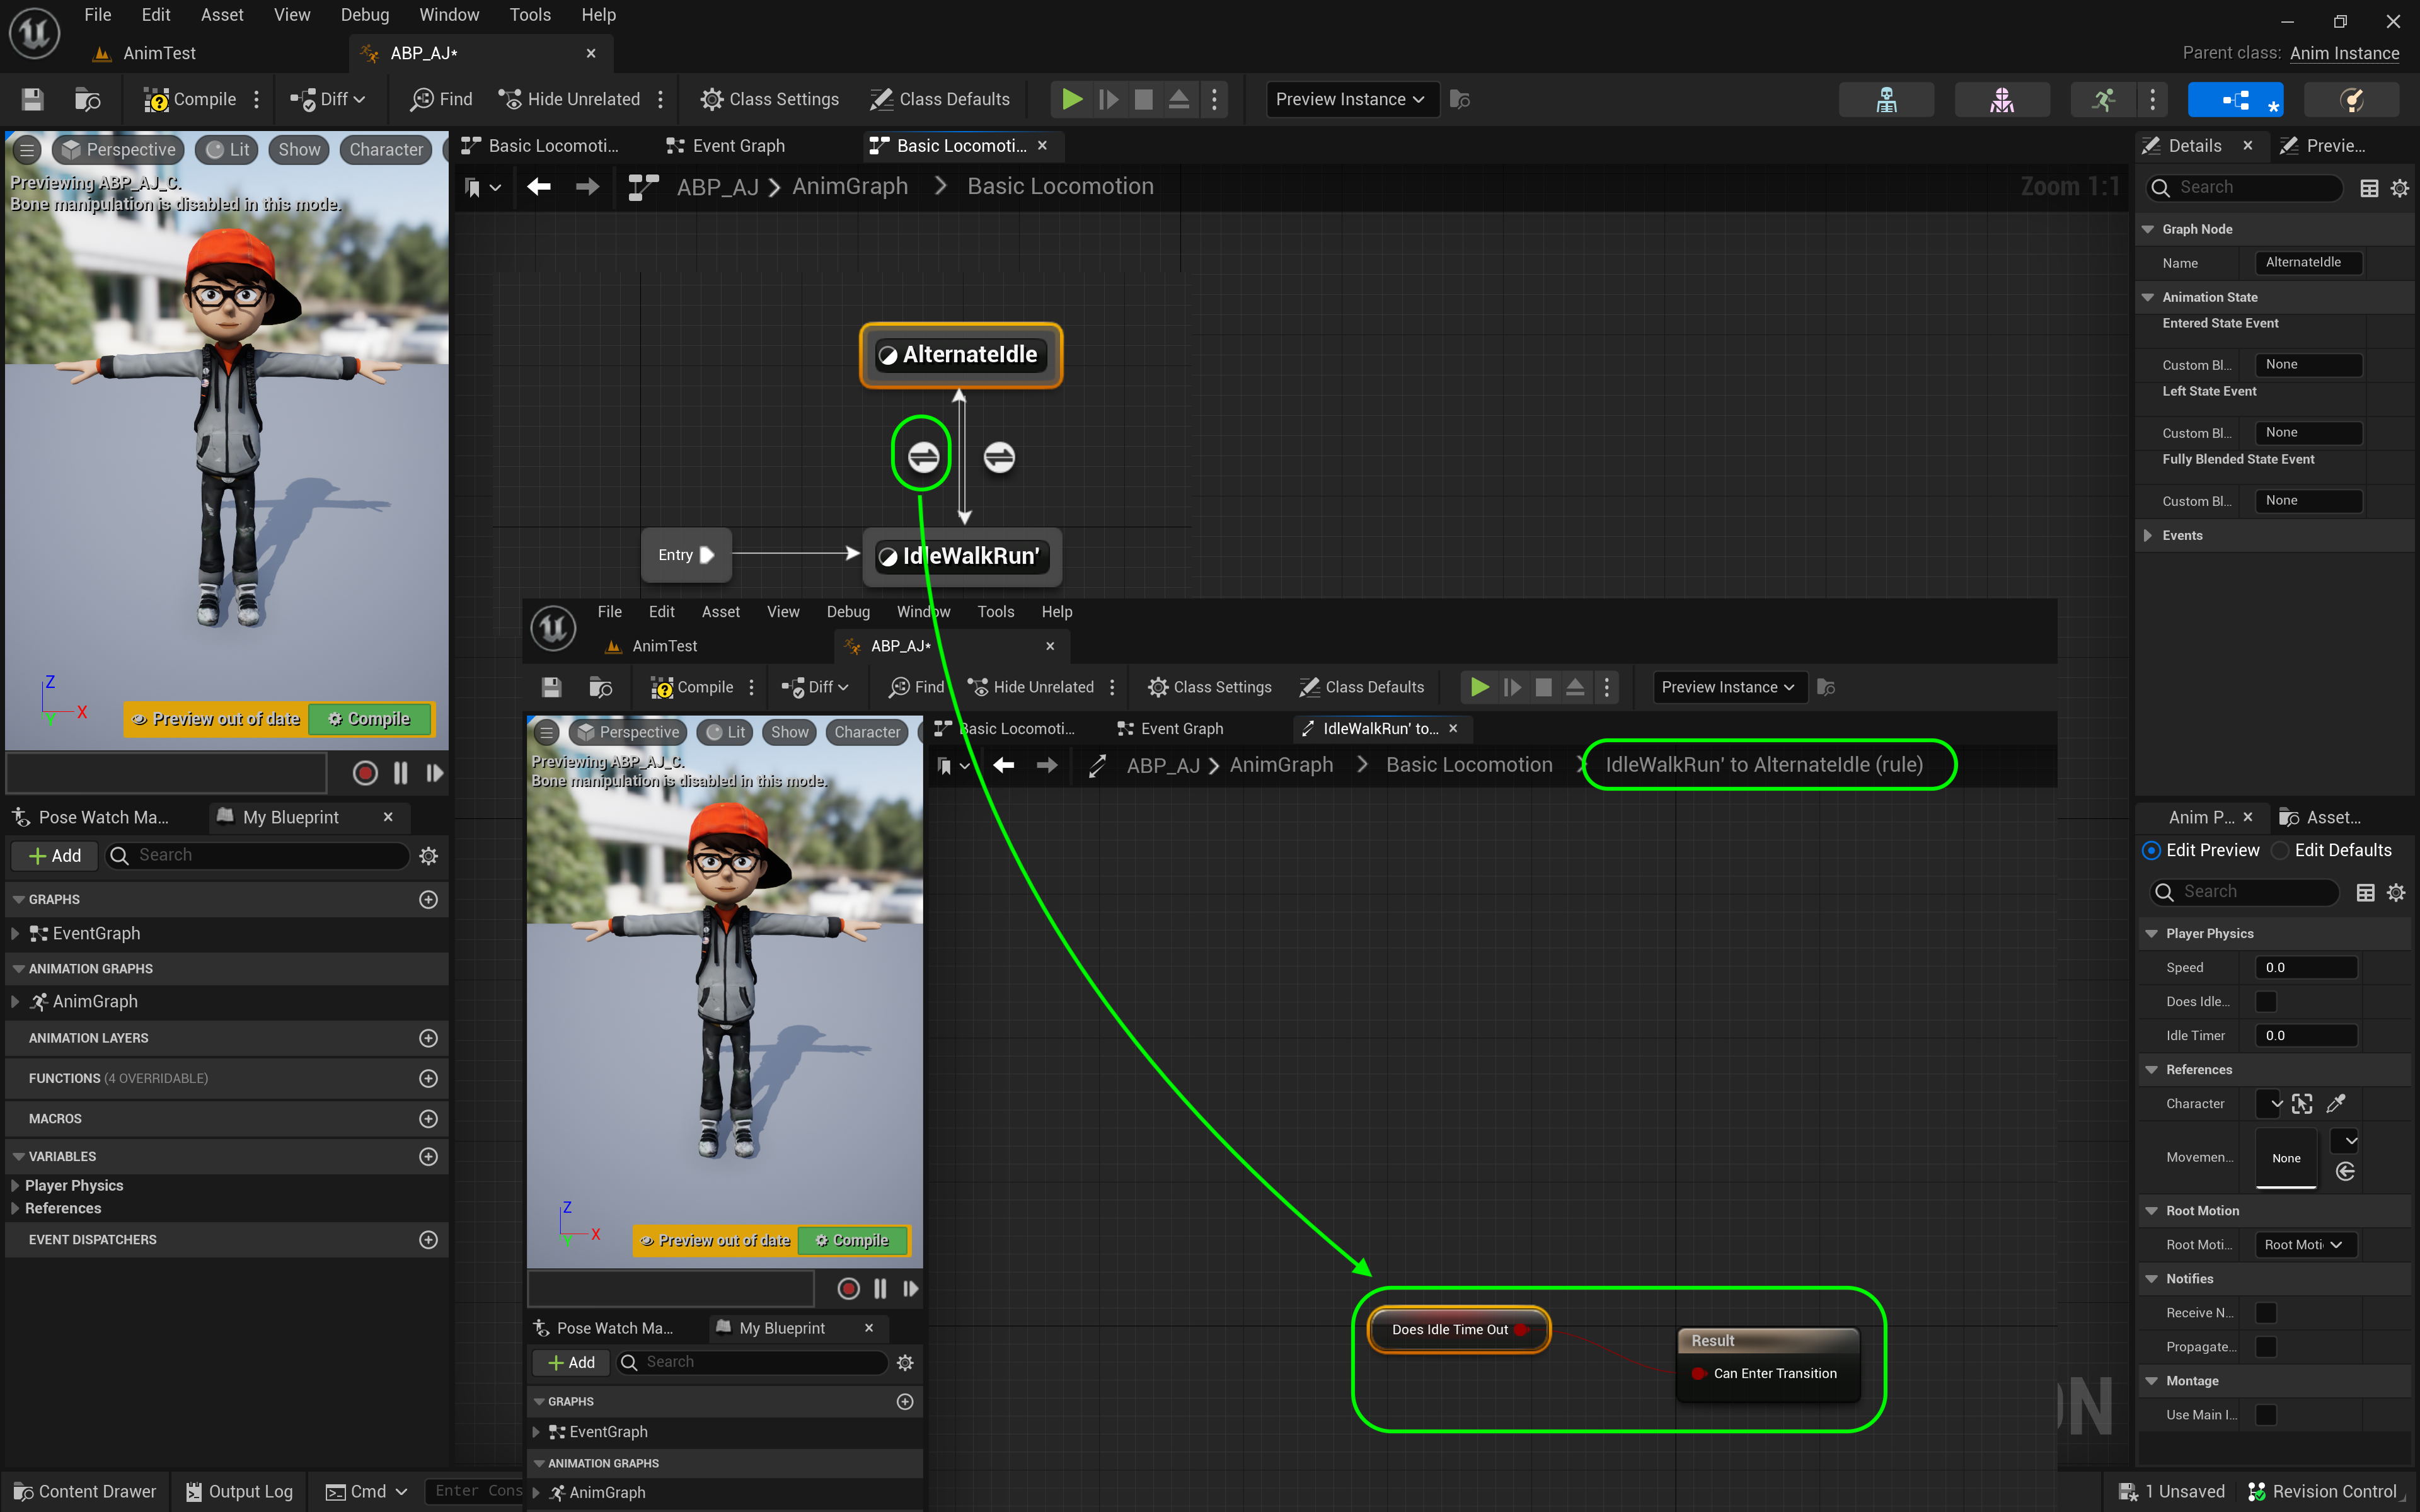 File Edit Asset View Debug Window Tools Help
AnimTest ABP_AJ*
Parent class: Anim Instance
Compile Diff Find Hide Unrelated Class Settings Class Defaults Preview Instance
Perspective Lit Show Character
Previewing ABP_AJ_C.
Bone manipulation is disabled in this mode.
Z
X
Y
Preview out of date Compile
Pose Watch Ma... My Blueprint
Add Search
GRAPHS
EventGraph
ANIMATION GRAPHS
AnimGraph
ANIMATION LAYERS
FUNCTIONS (4 OVERRIDABLE)
MACROS
VARIABLES
Player Physics
References
EVENT DISPATCHERS
Basic Locomoti... Event Graph Basic Locomoti...
ABP_AJ > AnimGraph > Basic Locomotion
Zoom 1:1
AlternateIdle
Entry
IdleWalkRun'
File Edit Asset View Debug Window Tools Help
AnimTest ABP_AJ*
Compile Diff Find Hide Unrelated Class Settings Class Defaults Preview Instance
Perspective Lit Show Character
Previewing ABP_AJ_C.
Bone manipulation is disabled in this mode.
Z
X
Y
Preview out of date Compile
Pose Watch Ma... My Blueprint
Add Search
GRAPHS
EventGraph
ANIMATION GRAPHS
AnimGraph
Basic Locomoti... Event Graph IdleWalkRun' to...
ABP_AJ > AnimGraph > Basic Locomotion > IdleWalkRun' to AlternateIdle (rule)
Does Idle Time Out
Result
Can Enter Transition
Details Previe...
Search
Graph Node
Name AlternateIdle
Animation State
Entered State Event
Custom Bl... None
Left State Event
Custom Bl... None
Fully Blended State Event
Custom Bl... None
Events
Anim P... Asset...
Edit Preview Edit Defaults
Search
Player Physics
Speed 0.0
Does Idle...
Idle Timer 0.0
References
Character
Movemen... None
Root Motion
Root Moti... Root Moti
Notifies
Receive N...
Propagate...
Montage
Use Main I...
Content Drawer Output Log Cmd Enter Cons
1 Unsaved Revision Control